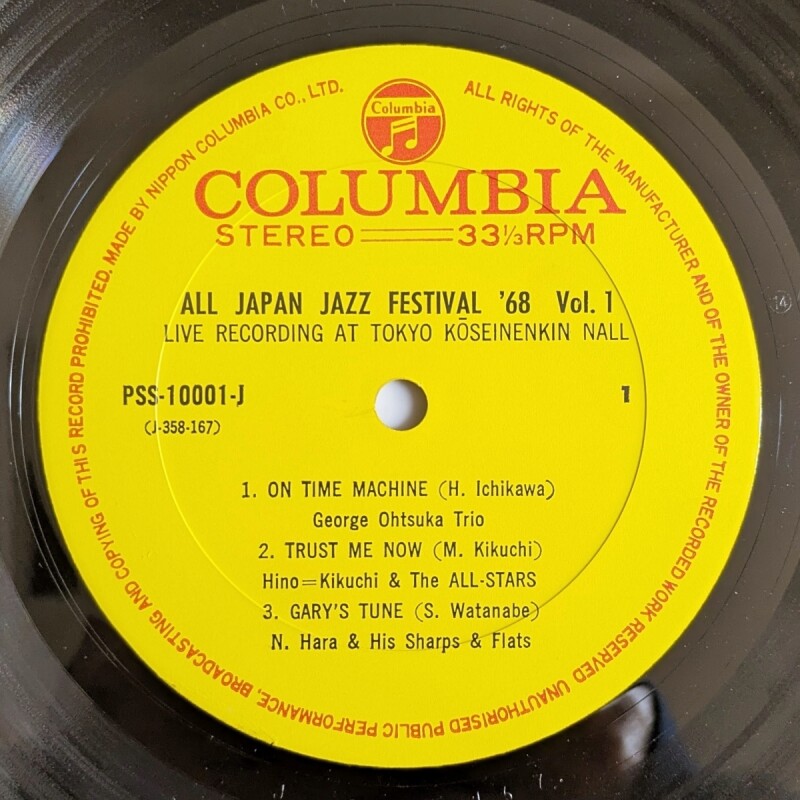 Columbia
COLUMBIA
STEREO 33⅓RPM
ALL JAPAN JAZZ FESTIVAL '68 Vol. 1
LIVE RECORDING AT TOKYO KŌSEINENKIN NALL
PSS-10001-J
1
(J-358-167)
1. ON TIME MACHINE (H. Ichikawa)
George Ohtsuka Trio
2. TRUST ME NOW (M. Kikuchi)
Hino=Kikuchi & The ALL-STARS
3. GARY'S TUNE (S. Watanabe)
N. Hara & His Sharps & Flats
ALL RIGHTS OF THE MANUFACTURER AND OF THE OWNER OF THE RECORDED WORK RESERVED UNAUTHORISED PUBLIC PERFORMANCE, BROADCASTING AND COPYING OF THIS RECORD PROHIBITED. MADE BY NIPPON COLUMBIA CO., LTD.
14